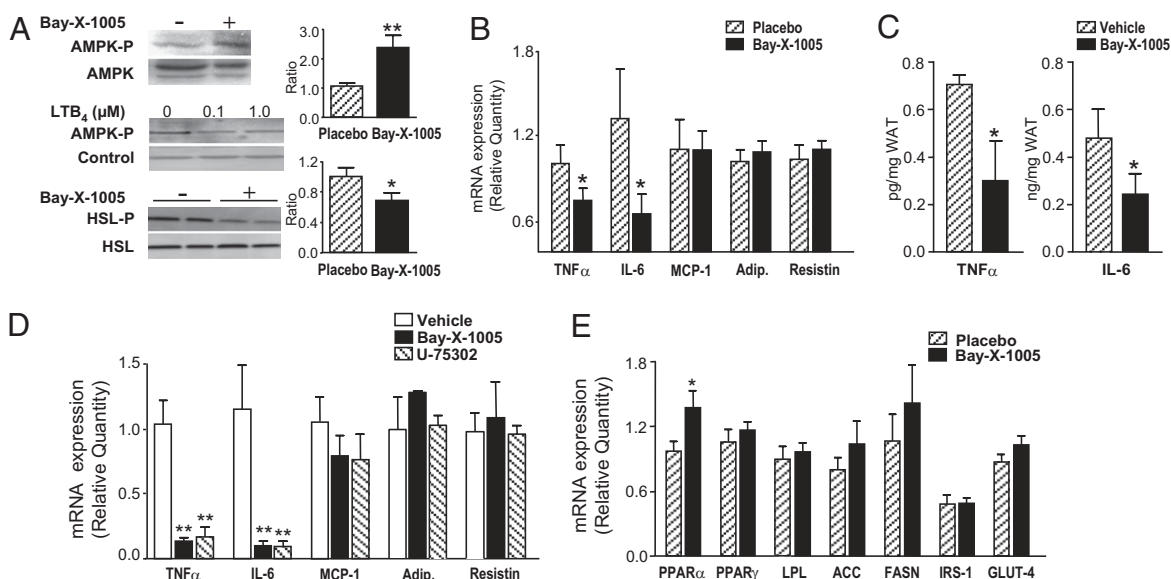 A
Bay-X-1005 – +
AMPK-P
AMPK
LTB4 (µM)
0 0.1 1.0
AMPK-P
Control
Bay-X-1005 – +
HSL-P
HSL
Ratio
3.0
2.0
1.0
0.0
**
Placebo Bay-X-1005
Ratio
1.2
0.8
0.4
0.0
*
Placebo Bay-X-1005
B
Placebo
Bay-X-1005
mRNA expression
(Relative Quantity)
1.8
1.2
0.6
* *
TNFα IL-6 MCP-1 Adip. Resistin
C
Vehicle
Bay-X-1005
pg/mg WAT
0.8
0.6
0.4
0.2
0.0
*
TNFα
ng/mg WAT
0.8
0.6
0.4
0.2
0.0
*
IL-6
D
Vehicle
Bay-X-1005
U-75302
mRNA expression
(Relative Quantity)
1.5
1.0
0.5
0.0
** ** ** **
TNFα IL-6 MCP-1 Adip. Resistin
E
Placebo
Bay-X-1005
mRNA expression
(Relative Quantity)
1.8
1.2
0.6
0.0
*
PPARα PPARγ LPL ACC FASN IRS-1 GLUT-4